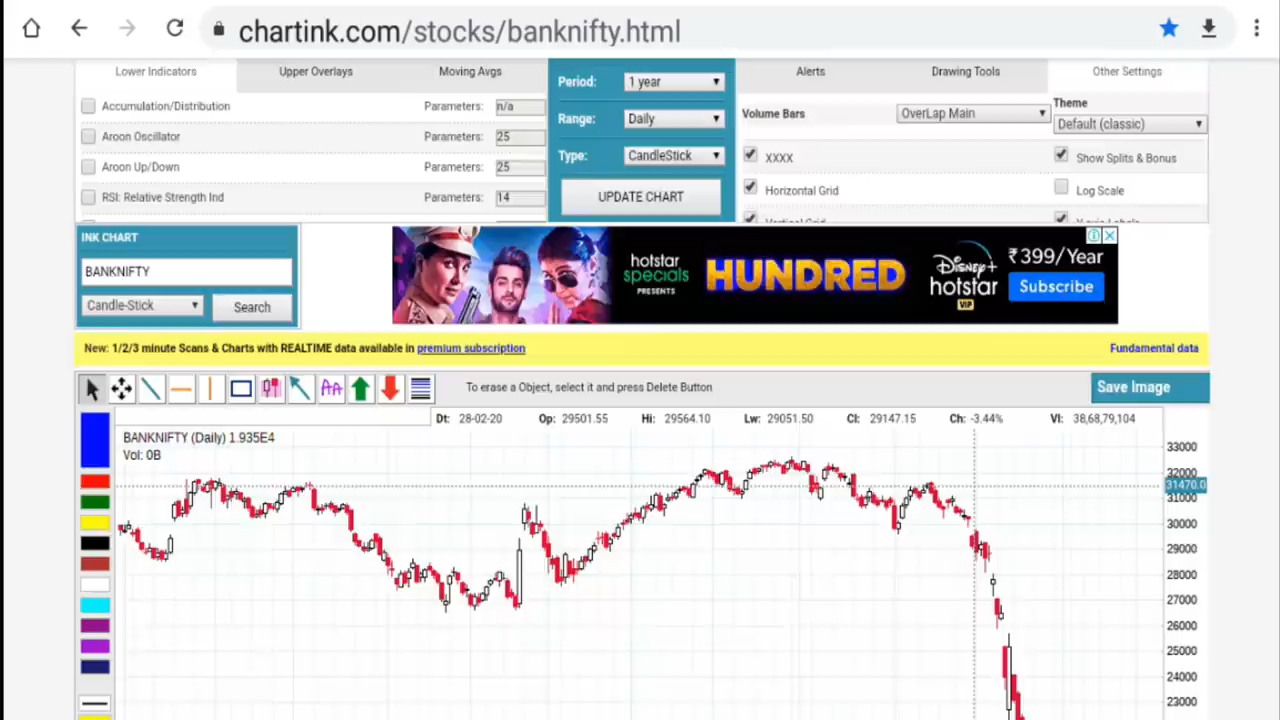 chartink.com/stocks/banknifty.html
Lower Indicators
Upper Overlays
Moving Avgs
Accumulation/Distribution Parameters: n/a
Aroon Oscillator Parameters: 25
Aroon Up/Down Parameters: 25
RSI: Relative Strength Ind Parameters: 14
Period: 1 year
Range: Daily
Type: CandleStick
UPDATE CHART
Alerts
Drawing Tools
Other Settings
Volume Bars OverLap Main
XXXX
Horizontal Grid
Vertical Grid
Theme
Default (classic)
Show Splits & Bonus
Log Scale
INK CHART
BANKNIFTY
Candle-Stick
Search
hotstar
specials
PRESENTS
HUNDRED
Disney+
hotstar
VIP
₹399/Year
Subscribe
New: 1/2/3 minute Scans & Charts with REALTIME data available in premium subscription
Fundamental data
AA
To erase a Object, select it and press Delete Button
Save Image
Dt: 28-02-20 Op: 29501.55 Hi: 29564.10 Lw: 29051.50 Cl: 29147.15 Ch: -3.44% Vl: 38,68,79,104
BANKNIFTY (Daily) 1.935E4
Vol: 0B
33000
32000
31470.0
31000
30000
29000
28000
27000
26000
25000
24000
23000